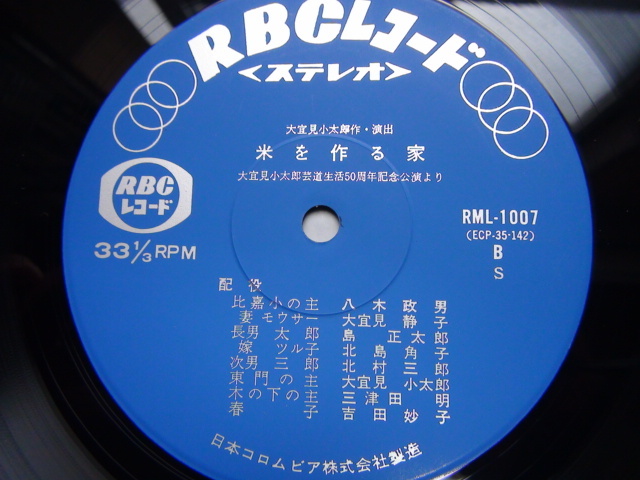 RBCレコード
<ステレオ>
大宜見小太郎作・演出
米を作る家
大宜見小太郎芸道生活50周年記念公演より
RBC
レコード
33 1/3 RPM
RML-1007
(ECP-35-142)
B
S
配役
比嘉小の主 八木政男
妻モウサー 大宜見静子
長男太郎 島正太郎
嫁ツル子 北島角子
次男三郎 北村三郎
東門の主 大宜見小太郎
木の下の主 三津田明
春子 吉田妙子
日本コロムビア株式会社製造